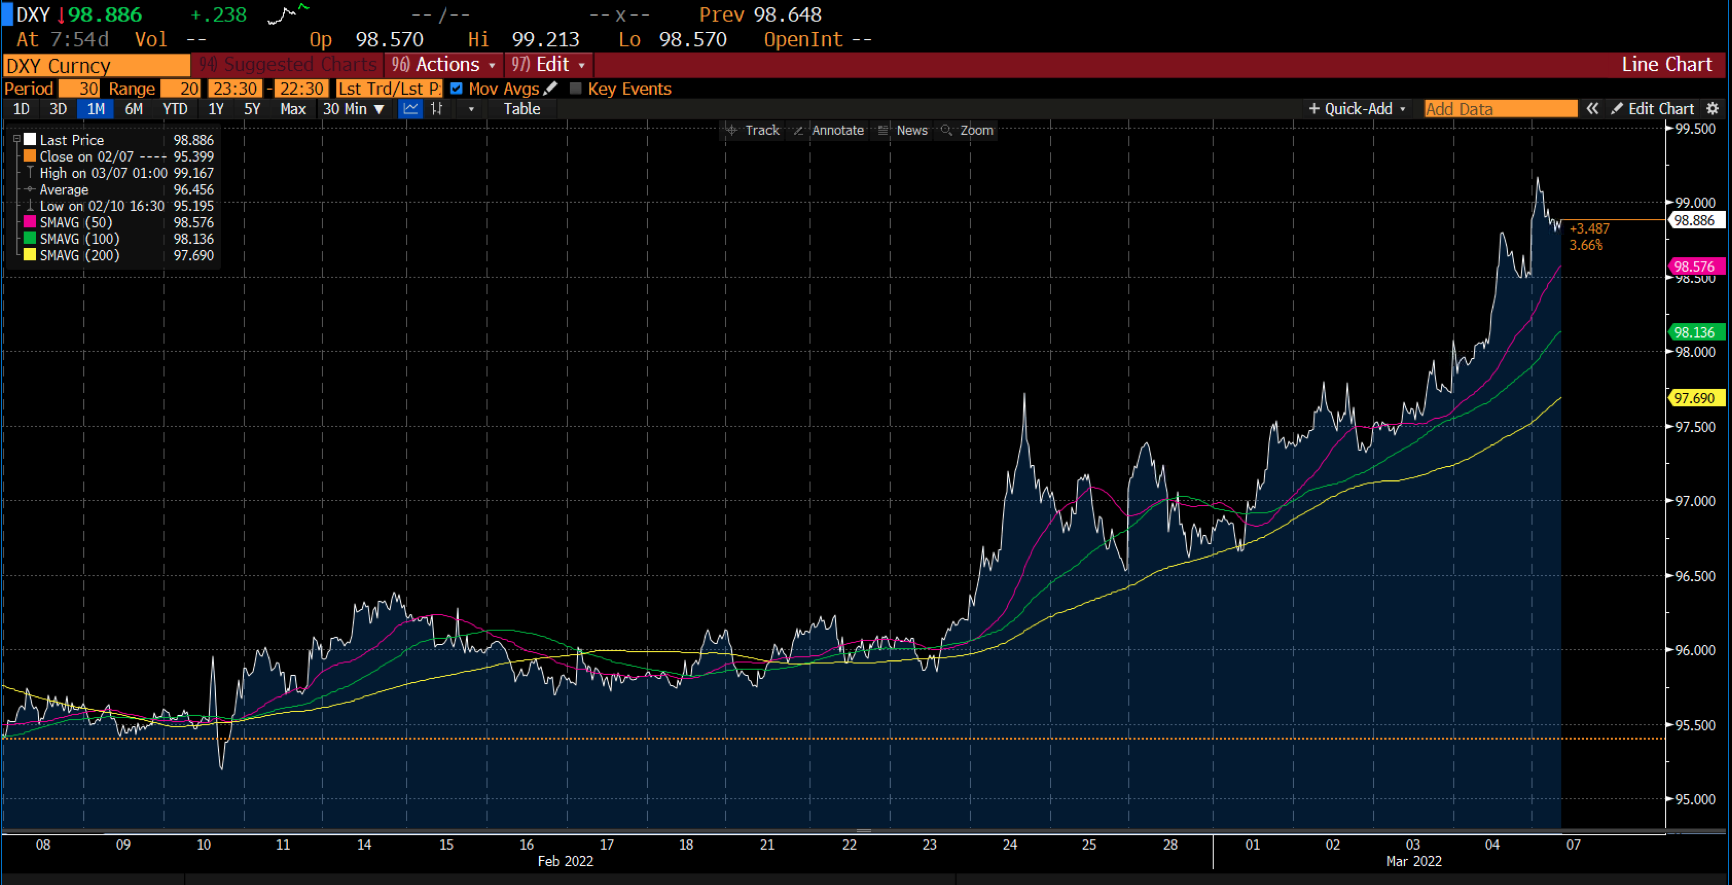 DXY ↓98.886 +.238 -- /-- --x-- Prev 98.648
At 7:54d Vol -- Op 98.570 Hi 99.213 Lo 98.570 OpenInt --
DXY Curncy 94) Suggested Charts 96) Actions 97) Edit Line Chart
Period 30 Range 20 23:30 - 22:30 Lst Trd/Lst P Mov Avgs Key Events
1D 3D 1M 6M YTD 1Y 5Y Max 30 Min ▼ Table + Quick-Add Add Data « Edit Chart
Track Annotate News Zoom
Last Price 98.886
Close on 02/07 ---- 95.399
High on 03/07 01:00 99.167
Average 96.456
Low on 02/10 16:30 95.195
SMAVG (50) 98.576
SMAVG (100) 98.136
SMAVG (200) 97.690
+3.487
3.66%
99.500
99.000
98.886
98.576
98.500
98.136
98.000
97.690
97.500
97.000
96.500
96.000
95.500
95.000
08 09 10 11 14 15 16 17 18 21 22 23 24 25 28 01 02 03 04 07
Feb 2022 Mar 2022